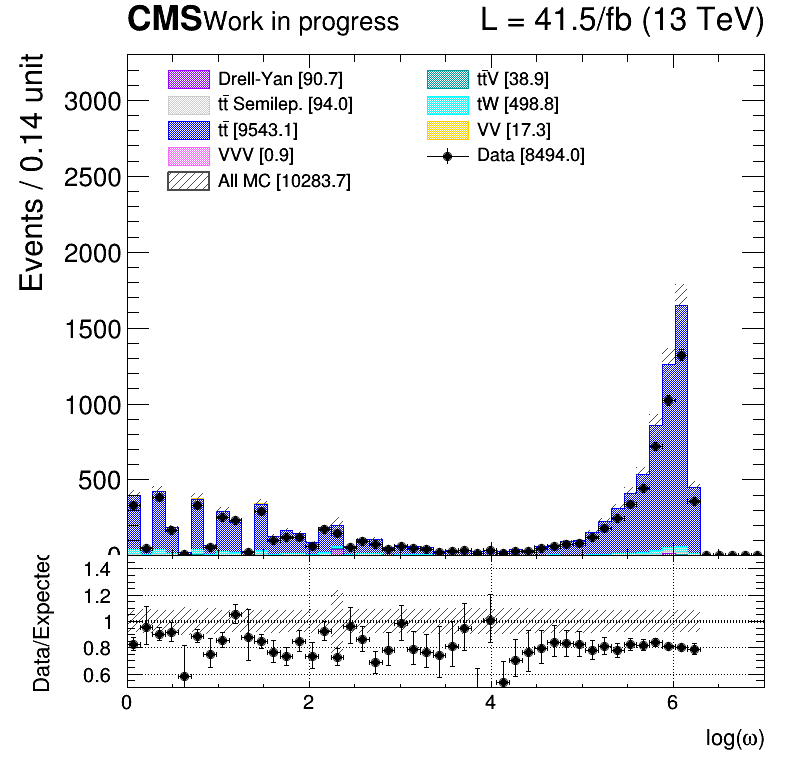 CMS Work in progress L = 41.5/fb (13 TeV)
Events / 0.14 unit
3000
2500
2000
1500
1000
500
0
Drell-Yan [90.7]
tt̄ Semilep. [94.0]
tt̄ [9543.1]
VVV [0.9]
All MC [10283.7]
tt̄V [38.9]
tW [498.8]
VV [17.3]
Data [8494.0]
Data/Expected
1.4
1.2
1
0.8
0.6
0 2 4 6
log(ω)